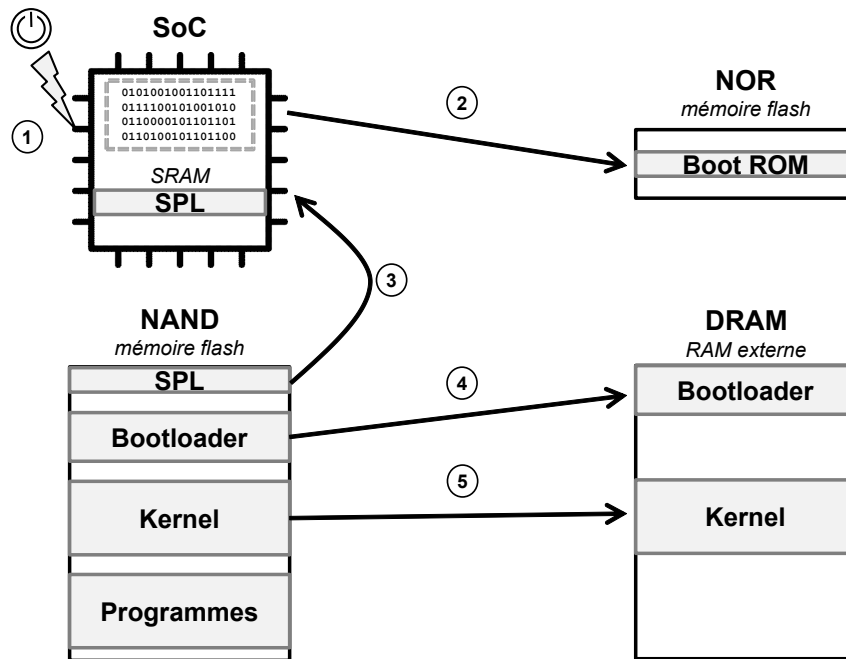 SoC
1
0101001001101111
0111100101001010
0110000101101101
0110100101101100
SRAM
SPL
2
NOR
mémoire flash
Boot ROM
3
NAND
mémoire flash
SPL
Bootloader
Kernel
Programmes
4
5
DRAM
RAM externe
Bootloader
Kernel